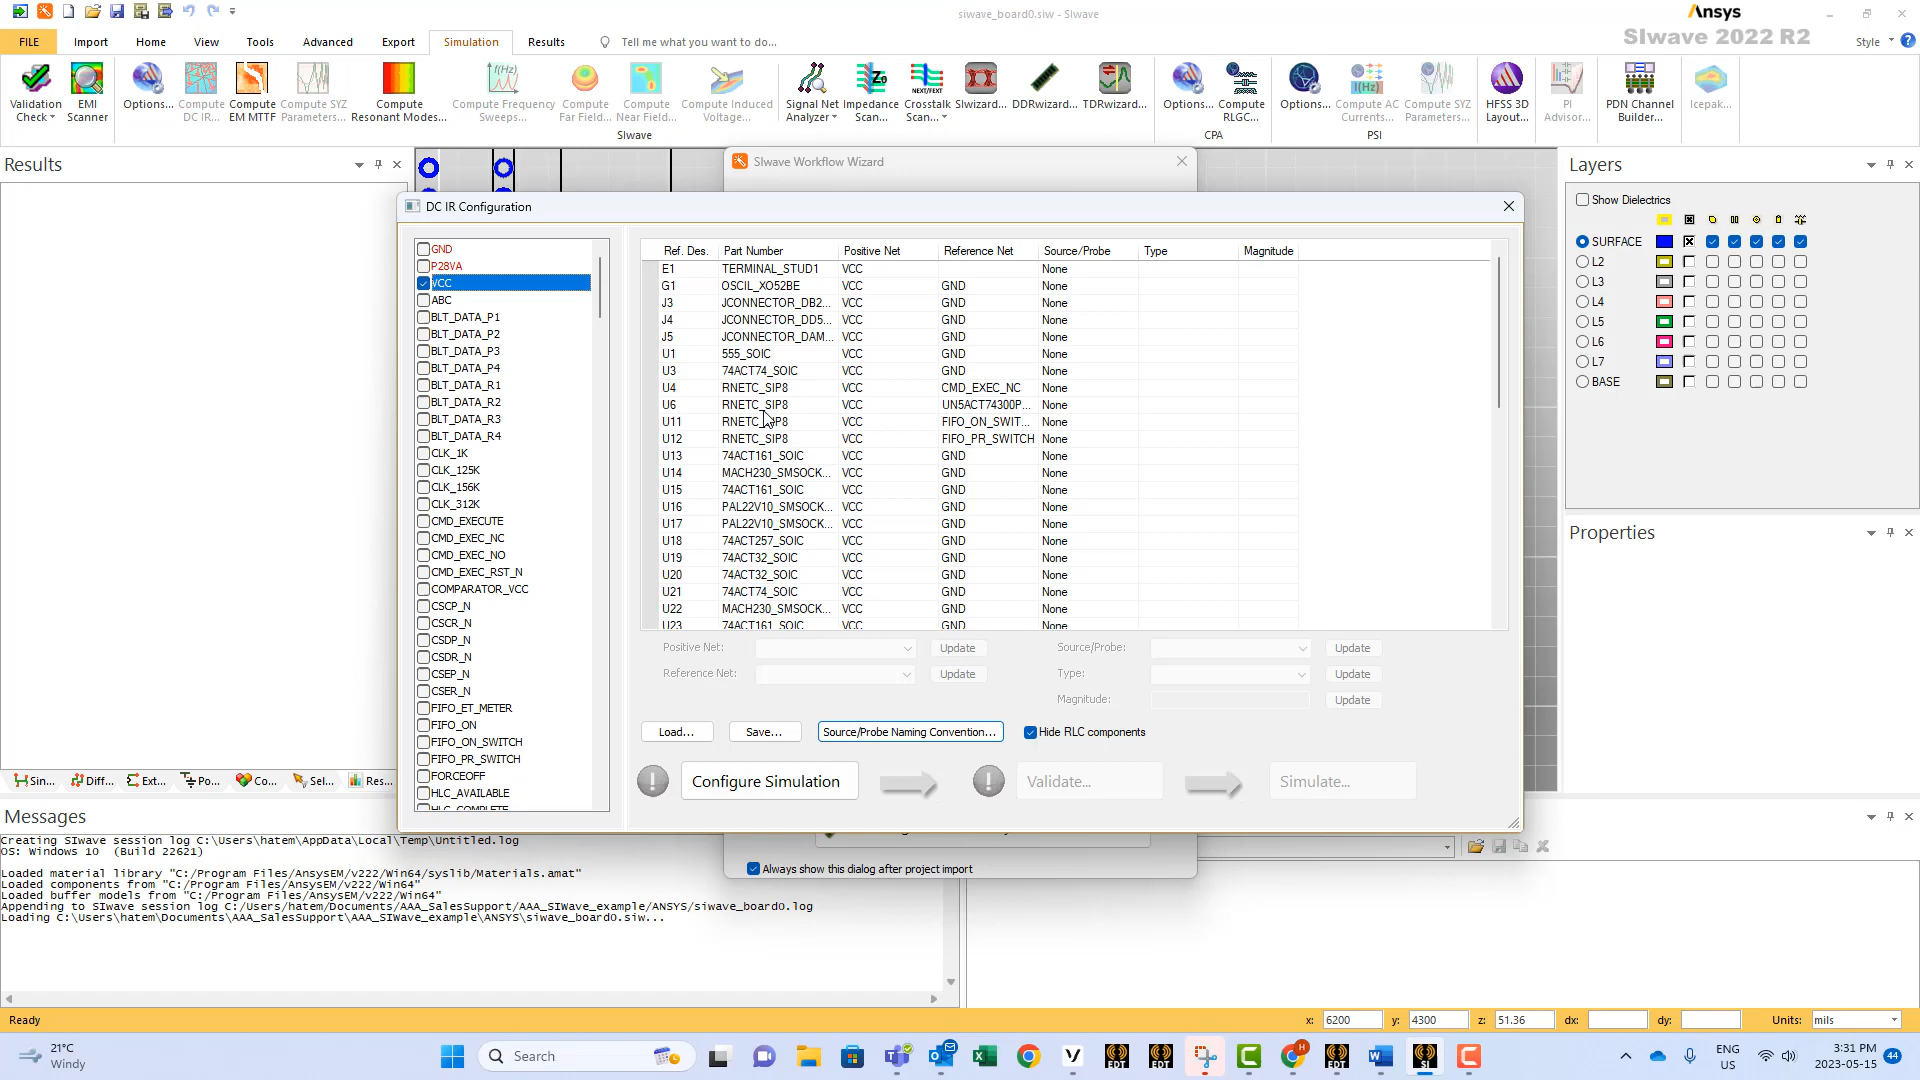 siwave_board0.siw - SIwave
Ansys
SIwave 2022 R2
FILE
Import
Home
View
Tools
Advanced
Export
Simulation
Results
Tell me what you want to do...
Style
Validation Check
EMI Scanner
Options...
Compute DC IR...
Compute EM MTTF
Compute SYZ Parameters...
Compute Resonant Modes...
Compute Frequency Sweeps...
Compute Far Field...
Compute Near Field...
Compute Induced Voltage...
Signal Net Analyzer
Impedance Scan...
Crosstalk Scan...
SIwizard...
DDRwizard...
TDRwizard...
Options...
Compute RLGC...
Options...
Compute AC Currents...
Compute SYZ Parameters...
HFSS 3D Layout...
PI Advisor...
PDN Channel Builder...
Icepak...
SIwave
CPA
PSI
Results
SIwave Workflow Wizard
Layers
Show Dielectrics
SURFACE
L2
L3
L4
L5
L6
L7
BASE
Properties
DC IR Configuration
GND
P28VA
VCC
ABC
BLT_DATA_P1
BLT_DATA_P2
BLT_DATA_P3
BLT_DATA_P4
BLT_DATA_R1
BLT_DATA_R2
BLT_DATA_R3
BLT_DATA_R4
CLK_1K
CLK_125K
CLK_156K
CLK_312K
CMD_EXECUTE
CMD_EXEC_NC
CMD_EXEC_NO
CMD_EXEC_RST_N
COMPARATOR_VCC
CSCP_N
CSCR_N
CSDP_N
CSDR_N
CSEP_N
CSER_N
FIFO_ET_METER
FIFO_ON
FIFO_ON_SWITCH
FIFO_PR_SWITCH
FORCEOFF
HLC_AVAILABLE
HLC_COMPLETE
Ref. Des. Part Number Positive Net Reference Net Source/Probe Type Magnitude
E1 TERMINAL_STUD1 VCC None
G1 OSCIL_XO52BE VCC GND None
J3 JCONNECTOR_DB2... VCC GND None
J4 JCONNECTOR_DD5... VCC GND None
J5 JCONNECTOR_DAM... VCC GND None
U1 555_SOIC VCC GND None
U3 74ACT74_SOIC VCC GND None
U4 RNETC_SIP8 VCC CMD_EXEC_NC None
U6 RNETC_SIP8 VCC UN5ACT74300P... None
U11 RNETC_SIP8 VCC FIFO_ON_SWIT... None
U12 RNETC_SIP8 VCC FIFO_PR_SWITCH None
U13 74ACT161_SOIC VCC GND None
U14 MACH230_SMSOCK... VCC GND None
U15 74ACT161_SOIC VCC GND None
U16 PAL22V10_SMSOCK... VCC GND None
U17 PAL22V10_SMSOCK... VCC GND None
U18 74ACT257_SOIC VCC GND None
U19 74ACT32_SOIC VCC GND None
U20 74ACT32_SOIC VCC GND None
U21 74ACT74_SOIC VCC GND None
U22 MACH230_SMSOCK... VCC GND None
U23 74ACT161_SOIC VCC GND None
Positive Net: Update
Reference Net: Update
Source/Probe: Update
Type: Update
Magnitude: Update
Load...
Save...
Source/Probe Naming Convention...
Hide RLC components
Configure Simulation
Validate...
Simulate...
Always show this dialog after project import
Sin...
Diff...
Ext...
Po...
Co...
Sel...
Res...
Messages
Creating SIwave session log C:\Users\hatem\AppData\Local\Temp\Untitled.log
OS: Windows 10 (Build 22621)
Loaded material library "C:/Program Files/AnsysEM/v222/Win64/syslib/Materials.amat"
Loaded components from "C:/Program Files/AnsysEM/v222/Win64"
Loaded buffer models from "C:/Program Files/AnsysEM/v222/Win64"
Appending to SIwave session log C:/Users/hatem/Documents/AAA_SalesSupport/AAA_SIWave_example/ANSYS/siwave_board0.log
Loading C:\Users\hatem\Documents\AAA_SalesSupport\AAA_SIWave_example\ANSYS\siwave_board0.siw...
Ready
x: 6200 y: 4300 z: 51.36 dx: dy: Units: mils
21°C
Windy
Search
EDT
EDT
EDT
SI
ENG
US
3:31 PM
2023-05-15
44